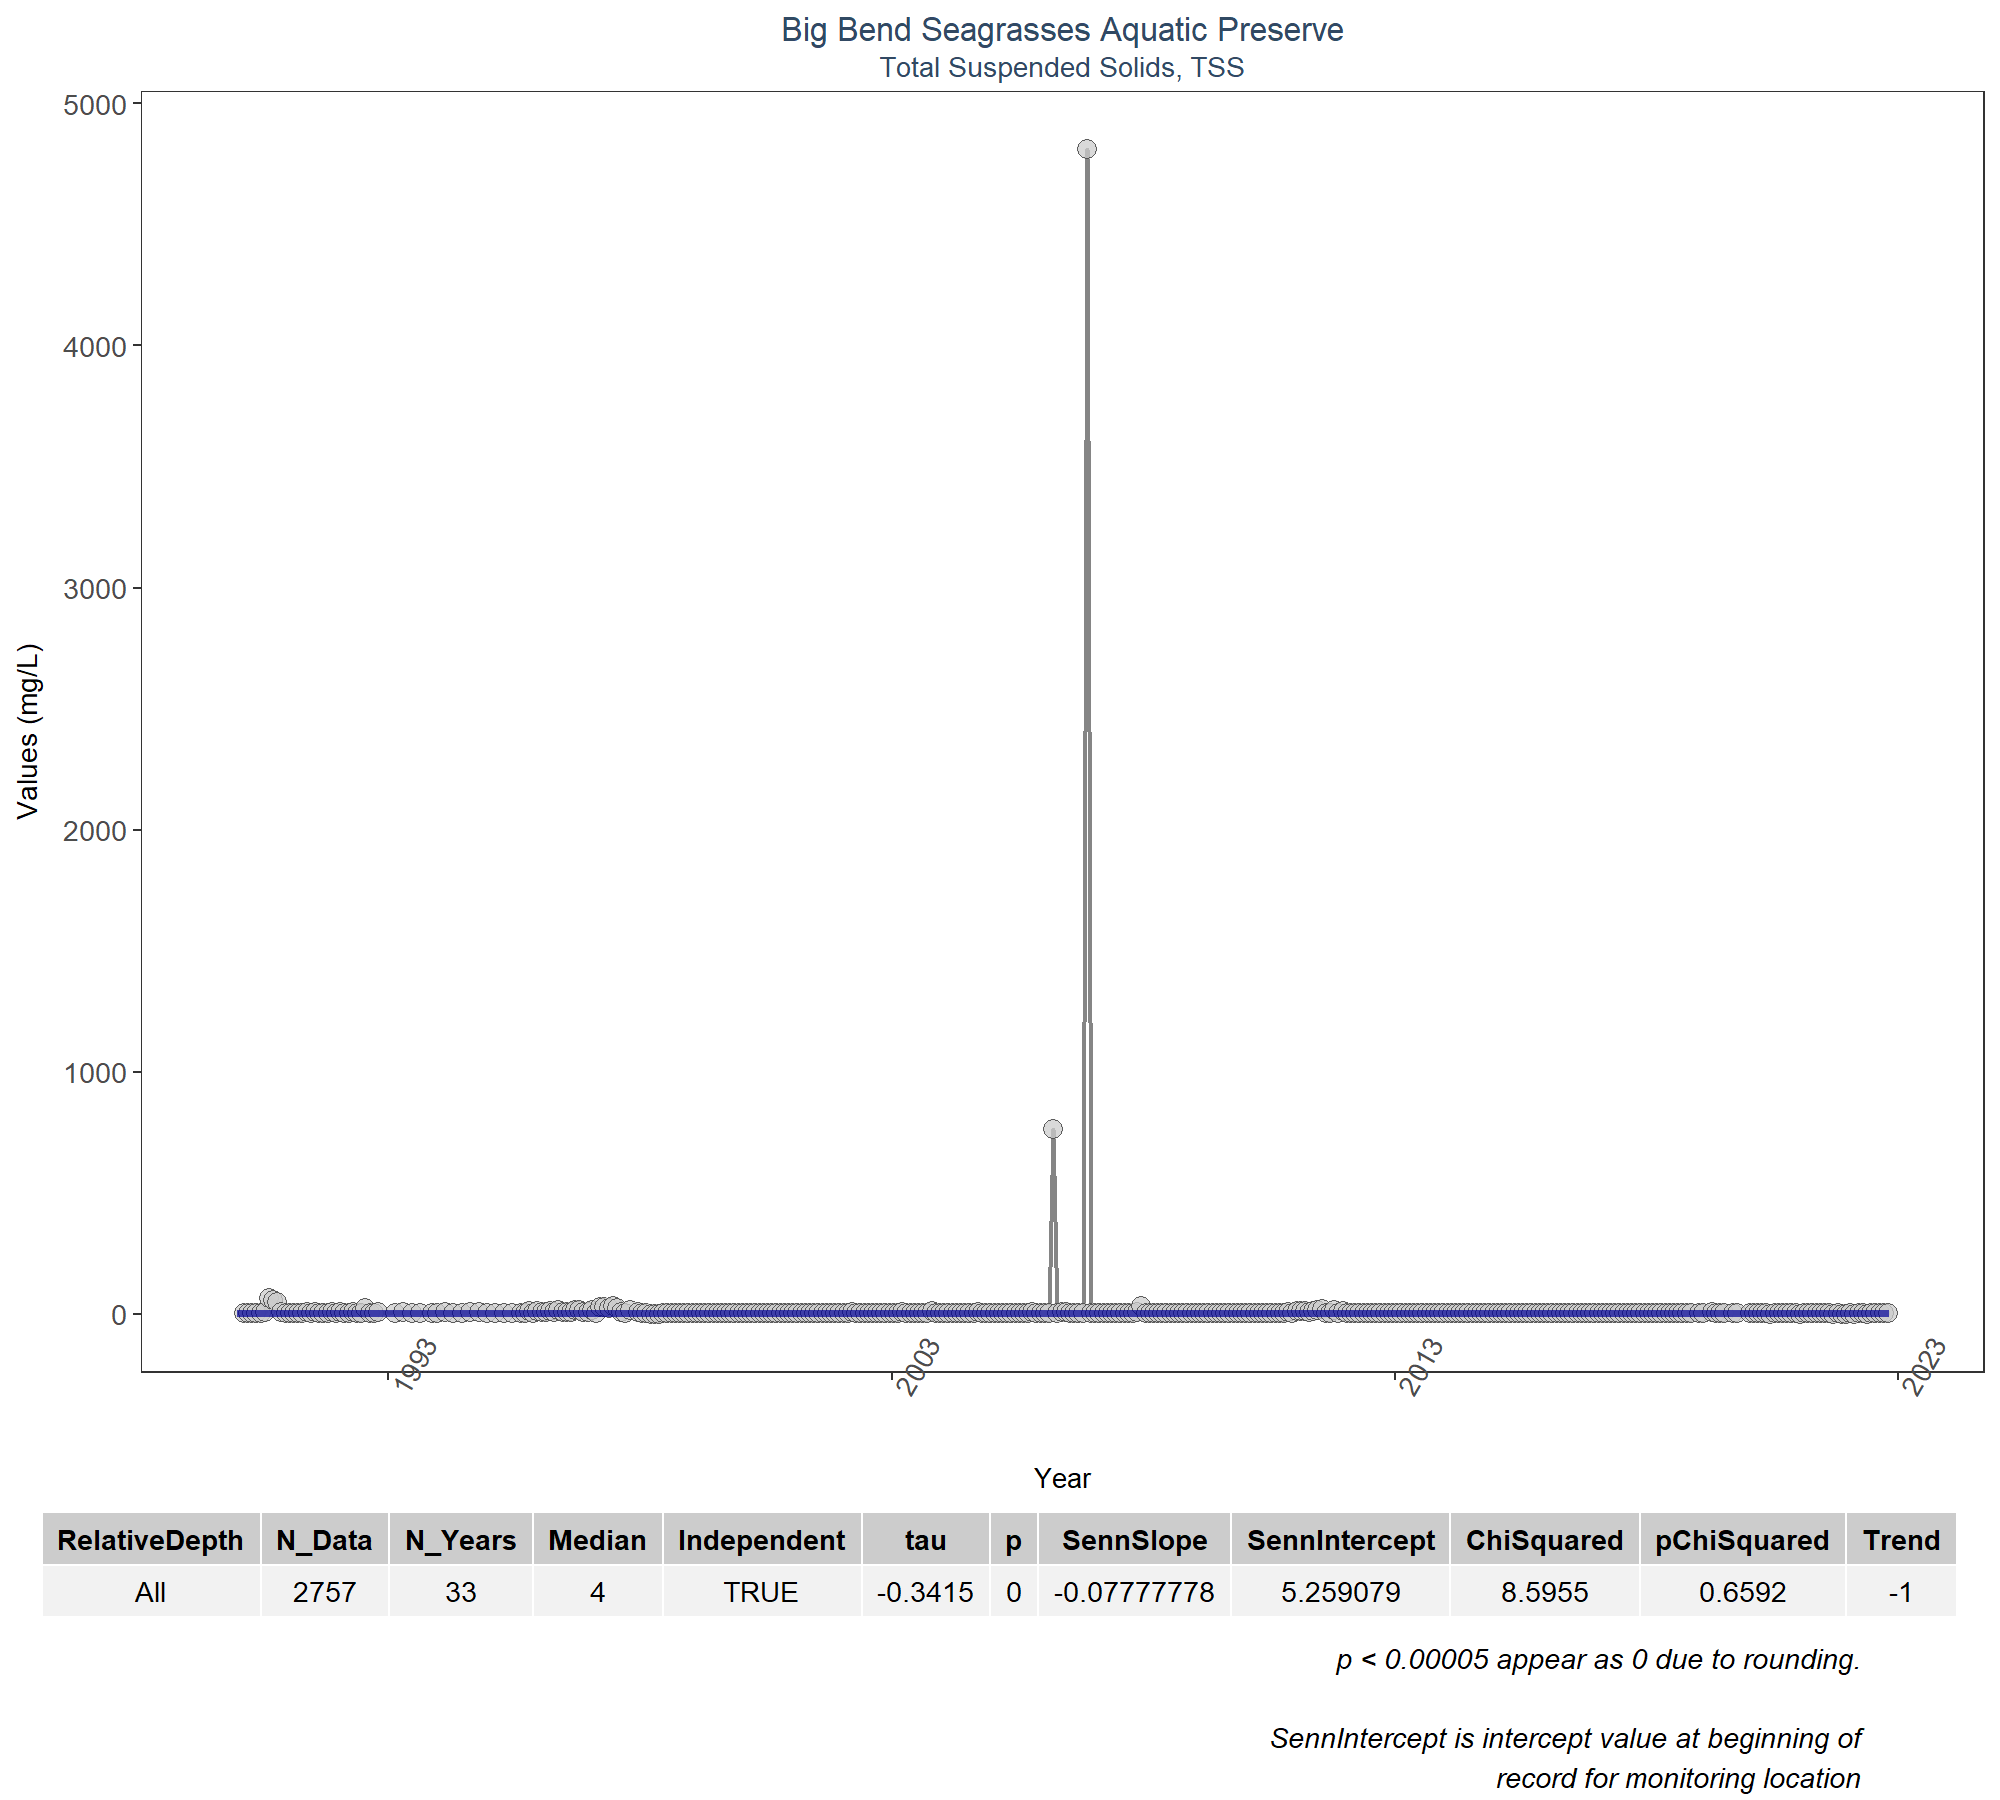 Big Bend Seagrasses Aquatic Preserve
Total Suspended Solids, TSS
5000
4000
3000
2000
1000
0
Values (mg/L)
1993
2003
2013
2023
Year
RelativeDepth N_Data N_Years Median Independent tau p SennSlope SennIntercept ChiSquared pChiSquared Trend
All 2757 33 4 TRUE -0.3415 0 -0.07777778 5.259079 8.5955 0.6592 -1
p < 0.00005 appear as 0 due to rounding.
SennIntercept is intercept value at beginning of
record for monitoring location